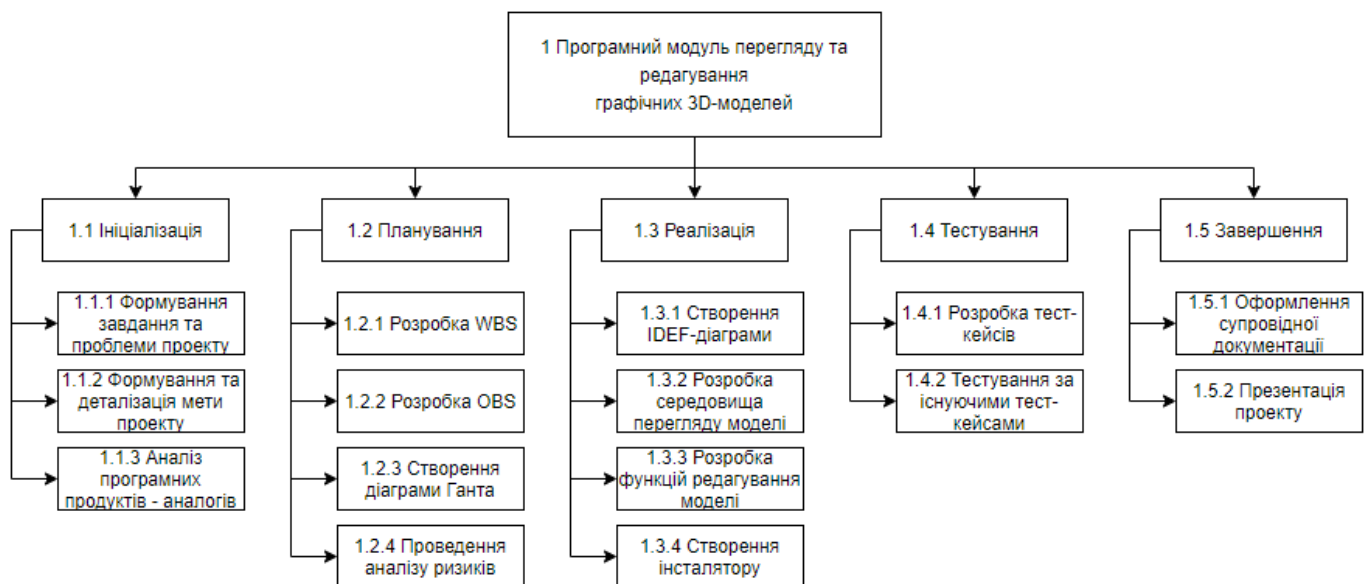 1 Програмний модуль перегляду та
редагування
графічних 3D-моделей
1.1 Ініціалізація
1.2 Планування
1.3 Реалізація
1.4 Тестування
1.5 Завершення
1.1.1 Формування
завдання та
проблеми проекту
1.1.2 Формування та
деталізація мети
проекту
1.1.3 Аналіз
програмних
продуктів - аналогів
1.2.1 Розробка WBS
1.2.2 Розробка OBS
1.2.3 Створення
діаграми Ганта
1.2.4 Проведення
аналізу ризиків
1.3.1 Створення
IDEF-діаграми
1.3.2 Розробка
середовища
перегляду моделі
1.3.3 Розробка
функцій редагування
моделі
1.3.4 Створення
інсталятору
1.4.1 Розробка тест-
кейсів
1.4.2 Тестування за
існуючими тест-
кейсами
1.5.1 Оформлення
супровідної
документації
1.5.2 Презентація
проекту